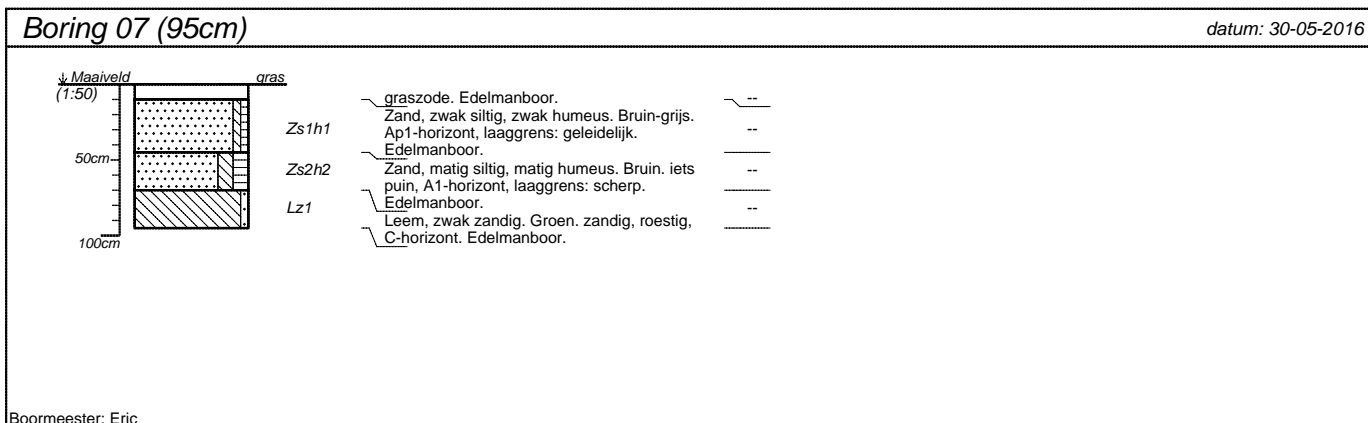 Boring 07 (95cm)
datum: 30-05-2016
Maaiveld
gras
(1:50)
50cm
100cm
Zs1h1
Zs2h2
Lz1
graszode. Edelmanboor.
--
Zand, zwak siltig, zwak humeus. Bruin-grijs.
Ap1-horizont, laaggrens: geleidelijk.
--
Edelmanboor.
Zand, matig siltig, matig humeus. Bruin. iets
--
puin, A1-horizont, laaggrens: scherp.
Edelmanboor.
--
Leem, zwak zandig. Groen. zandig, roestig,
C-horizont. Edelmanboor.
Boormeester: Eric